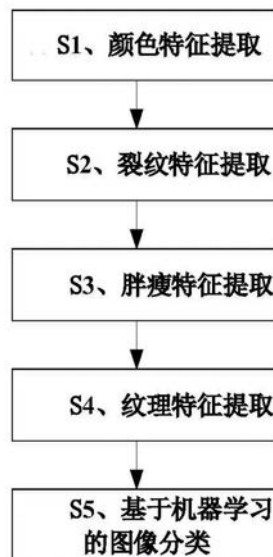 S1、颜色特征提取
S2、裂纹特征提取
S3、胖瘦特征提取
S4、纹理特征提取
S5、基于机器学习
的图像分类